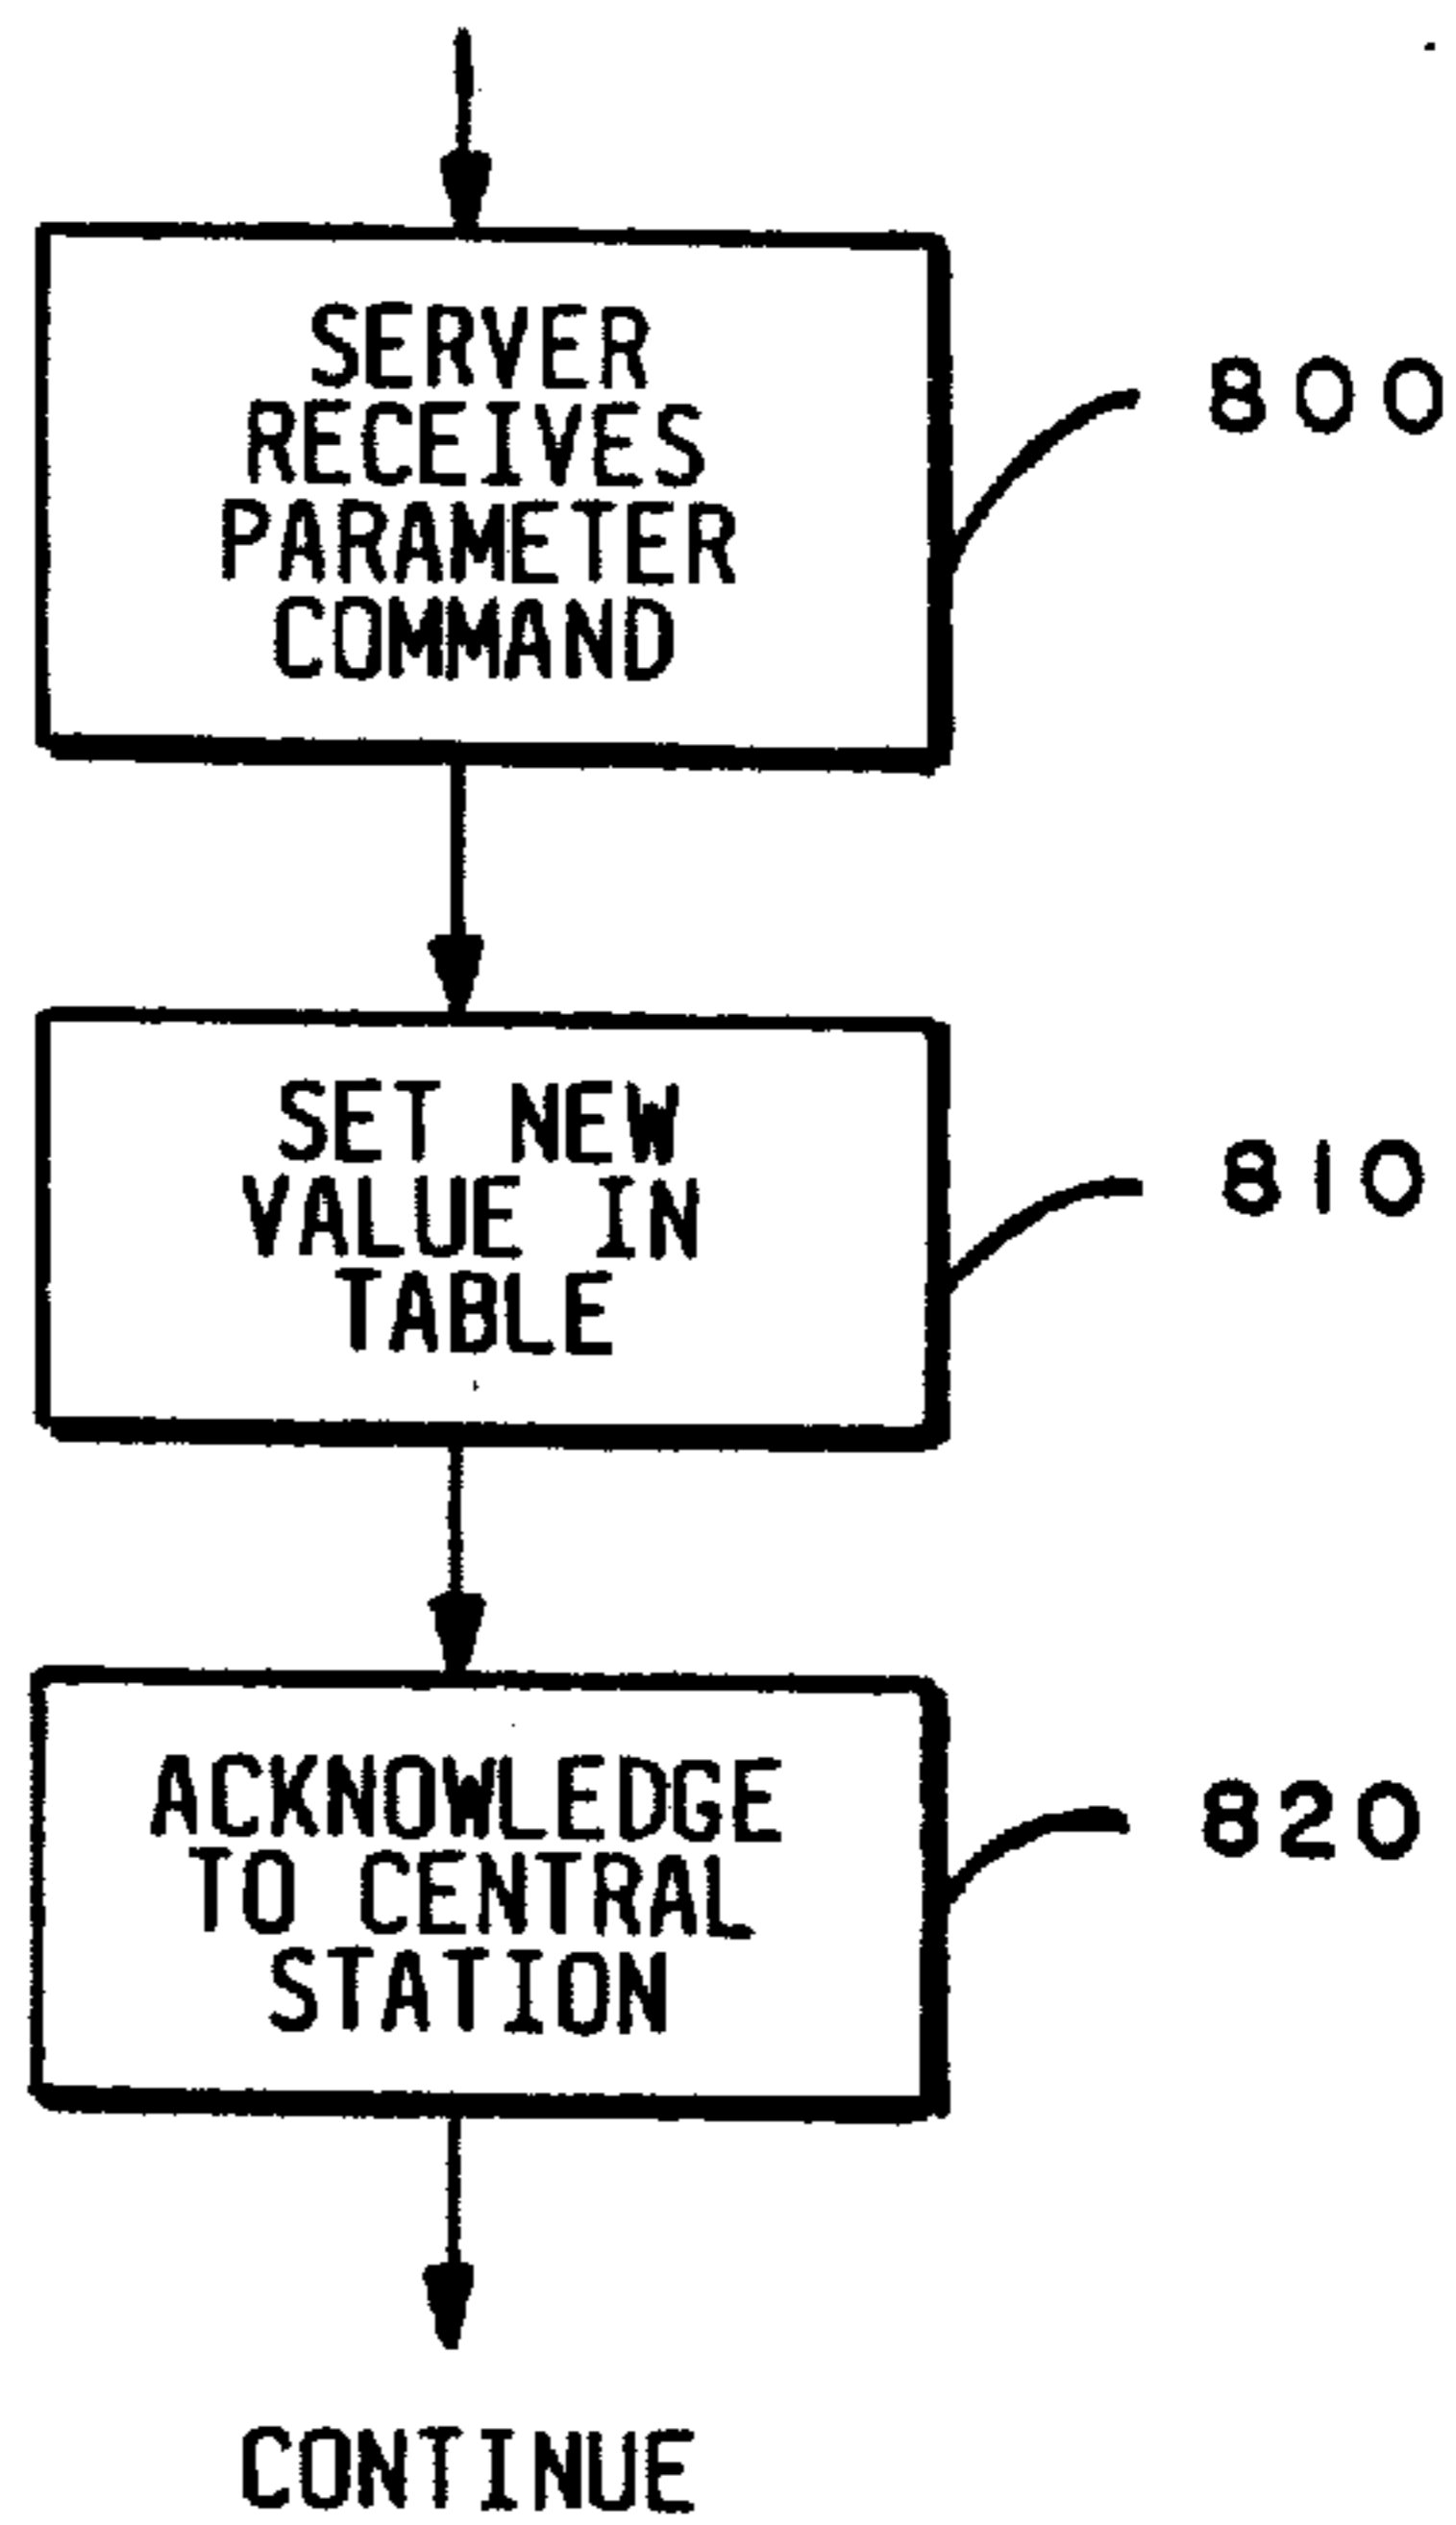 SERVER
RECEIVES
PARAMETER
COMMAND
800
SET NEW
VALUE IN
TABLE
810
ACKNOWLEDGE
TO CENTRAL
STATION
820
CONTINUE